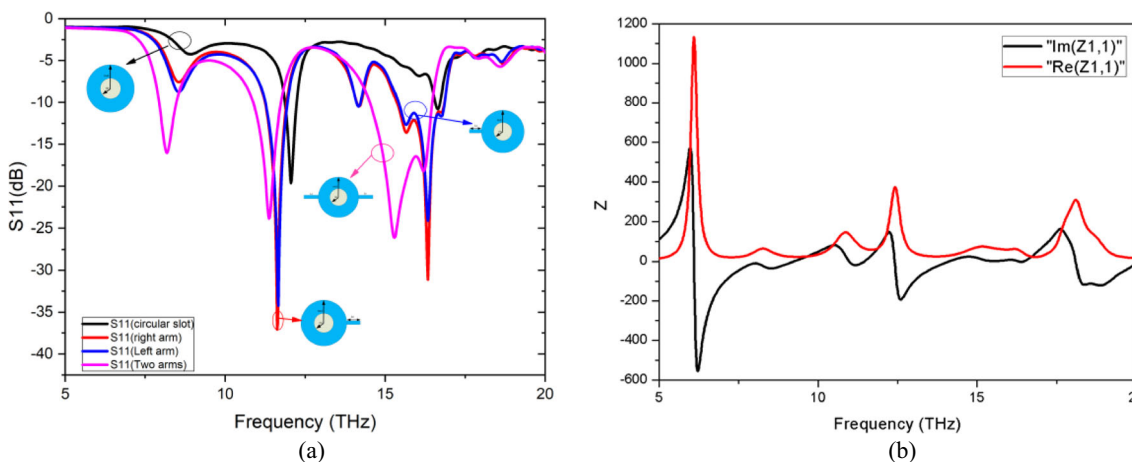 0
-5
-10
-15
-20
-25
-30
-35
-40
S11(dB)
S11(circular slot)
S11(right arm)
S11(Left arm)
S11(Two arms)
5
10
15
20
Frequency (THz)
(a)
1200
1000
800
600
400
200
0
-200
-400
-600
Z
"Im(Z1,1)"
"Re(Z1,1)"
5
10
15
2
Frequency (THz)
(b)